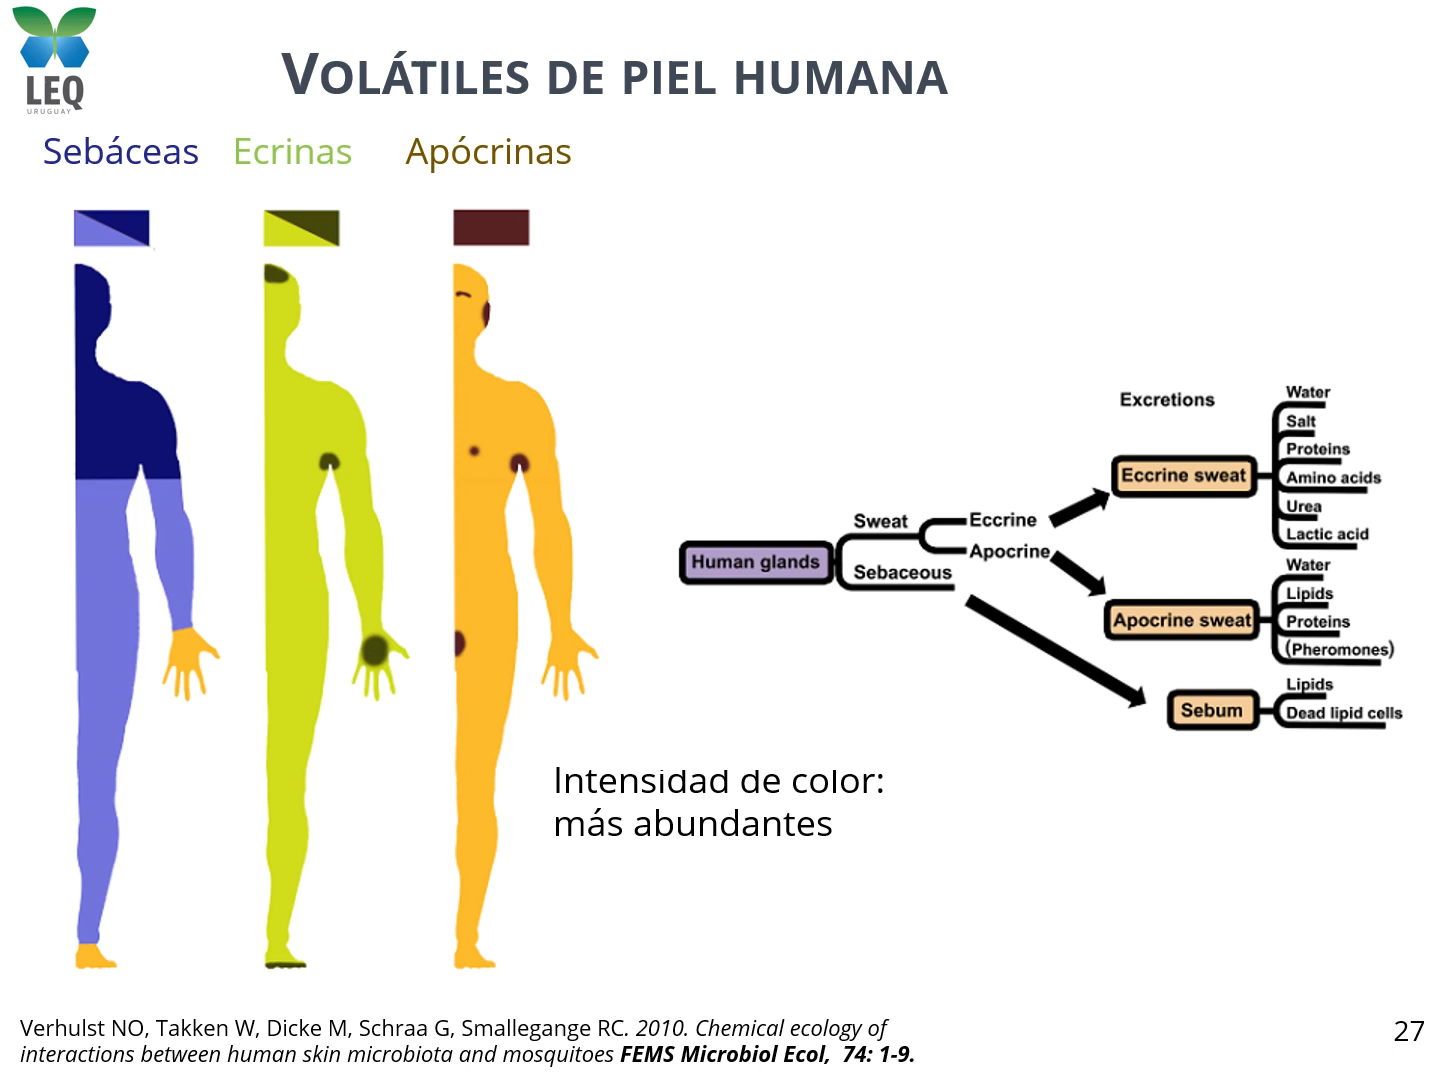 LEQ
URUGUAY
VOLÁTILES DE PIEL HUMANA
Sebáceas Ecrinas Apócrinas
Excretions
Human glands
Sweat
Sebaceous
Eccrine
Apocrine
Eccrine sweat
Water
Salt
Proteins
Amino acids
Urea
Lactic acid
Apocrine sweat
Water
Lipids
Proteins
(Pheromones)
Sebum
Lipids
Dead lipid cells
Intensidad de color:
más abundantes
Verhulst NO, Takken W, Dicke M, Schraa G, Smallegange RC. 2010. Chemical ecology of
interactions between human skin microbiota and mosquitoes FEMS Microbiol Ecol, 74: 1-9.
27